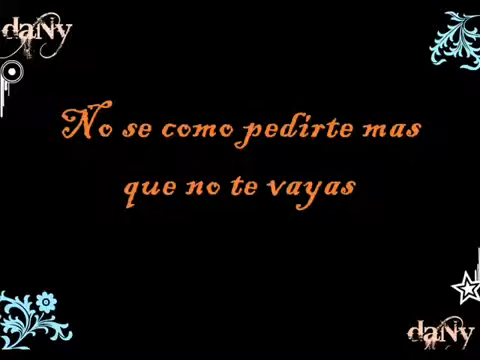 daNy
No se como pedirte mas
que no te vayas
daNy